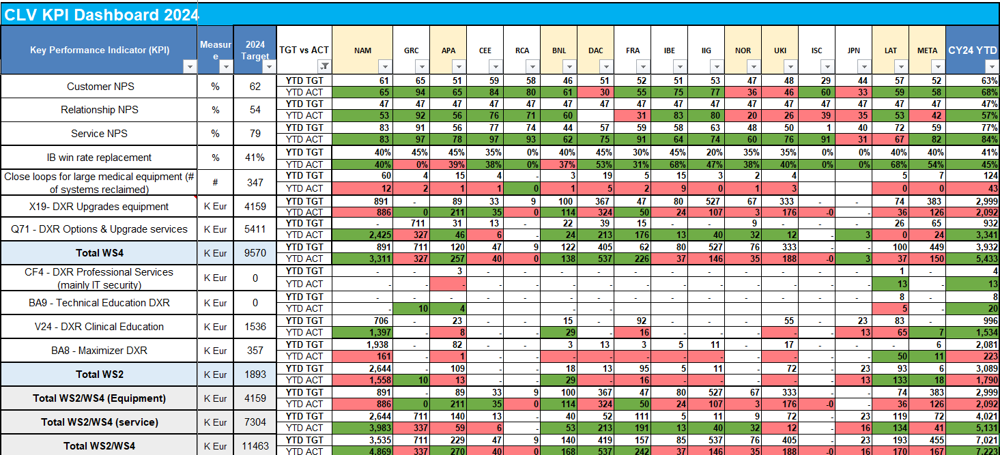 CLV KPI Dashboard 2024
Key Performance Indicator (KPI) Measure 2024 Target TGT vs ACT NAM GRC APA CEE RCA BNL DAC FRA IBE IIG NOR UKI ISC JPN LAT META CY24 YTD
Customer NPS % 62 YTD TGT 61 65 51 59 58 46 51 52 51 53 47 48 29 44 57 52 63%
YTD ACT 65 94 65 84 80 61 30 55 75 77 36 46 60 33 59 58 68%
Relationship NPS % 54 YTD TGT 47 47 47 47 47 47 47 47 47 47 47 47 47 47 47 47 47%
YTD ACT 53 92 56 76 71 60 31 83 80 20 26 39 35 53 42 57%
Service NPS % 79 YTD TGT 83 91 56 77 74 44 57 59 58 63 48 50 1 40 72 59 77%
YTD ACT 83 97 78 97 93 62 75 91 64 74 60 76 91 31 67 82 84%
IB win rate replacement % 41% YTD TGT 40% 45% 45% 35% 0% 40% 45% 30% 45% 20% 35% 35% 0% 0% 40% 40% 41%
YTD ACT 40% 0% 39% 38% 0% 37% 53% 31% 68% 47% 38% 40% 0% 0% 68% 54% 45%
Close loops for large medical equipment (# of systems reclaimed) # 347 YTD TGT 60 4 15 4 - 3 19 5 15 3 2 4 5 7 124
YTD ACT 12 2 1 1 0 1 5 2 9 0 1 3 0 0 43
X19- DXR Upgrades equipment K Eur 4159 YTD TGT 891 - 89 33 9 100 367 47 80 527 67 333 - - 74 383 2,999
YTD ACT 886 0 211 35 0 114 324 50 24 107 3 176 -0 - 36 126 2,092
Q71 - DXR Options & Upgrade services K Eur 5411 YTD TGT - 711 31 13 - 22 39 15 - - 9 - - - 26 65 932
YTD ACT 2,425 327 46 6 - 24 213 176 13 40 32 12 - 3 0 24 3,341
Total WS4 K Eur 9570 YTD TGT 891 711 120 47 9 122 405 62 80 527 76 333 - - 100 449 3,932
YTD ACT 3,311 327 257 40 0 138 537 226 37 146 35 188 -0 3 37 150 5,433
CF4 - DXR Professional Services (mainly IT security) K Eur 0 YTD TGT - - 3 - - - - - - - - - - - 1 - 4
YTD ACT - - - - - - - - - - - - - - 13 - 13
BA9 - Technical Education DXR K Eur 0 YTD TGT - - - - - - - - - - - - - - 8 - 8
YTD ACT - 10 4 - - 5 - 20
V24 - DXR Clinical Education K Eur 1536 YTD TGT 706 - 23 - - 15 - 92 - - - 55 - 23 83 - 996
YTD ACT 1,397 - 8 - - 29 - 16 - - - - - 13 65 7 1,534
BA8 - Maximizer DXR K Eur 357 YTD TGT 1,938 - 82 - - 3 13 3 5 11 - 17 - - - 6 2,081
YTD ACT 161 - 1 - - - - - - - - - - - 50 11 223
Total WS2 K Eur 1893 YTD TGT 2,644 - 109 - - 18 13 95 5 11 - 72 - 23 93 6 3,089
YTD ACT 1,558 10 13 - - 29 - 16 - - - - - 13 133 18 1,790
Total WS2/WS4 (Equipment) K Eur 4159 YTD TGT 891 - 89 33 9 100 367 47 80 527 67 333 - - 74 383 2,999
YTD ACT 886 0 211 35 0 114 324 50 24 107 3 176 -0 - 36 126 2,092
Total WS2/WS4 (service) K Eur 7304 YTD TGT 2,644 711 140 13 - 40 52 111 5 11 9 72 - 23 119 72 4,021
YTD ACT 3,983 337 59 6 - 53 213 191 13 40 32 12 - 16 134 41 5,131
Total WS2/WS4 K Eur 11463 YTD TGT 3,535 711 229 47 9 140 419 157 85 537 76 405 - 23 193 455 7,021
YTD ACT 4,869 337 270 40 0 168 537 242 37 146 35 188 -0 16 170 167 7,223